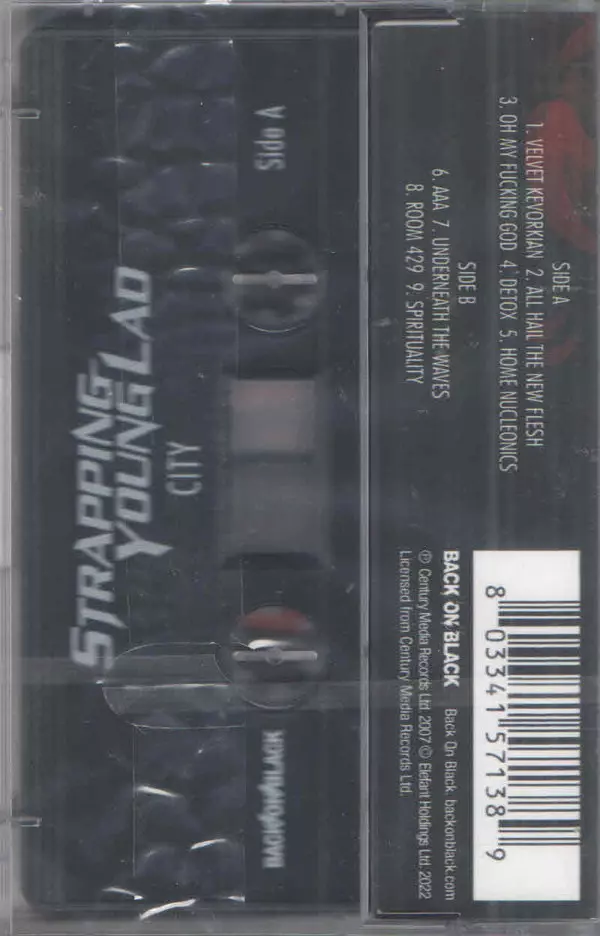 SIDE A
1. VELVET KEVORKIAN 2. ALL HAIL THE NEW FLESH
3. OH MY FUCKING GOD 4. DETOX 5. HOME NUCLEONICS
SIDE B
6. AAA 7. UNDERNEATH THE WAVES
8. ROOM 429 9. SPIRITUALITY
BACK ON BLACK Back On Black. backonblack.com
℗ Century Media Records Ltd. 2007 © Elefant Holdings Ltd. 2022
Licensed from Century Media Records Ltd.
8 03341 57138 9
Side A
STRAPPING
YOUNG LAD
CITY
BACK ON BLACK